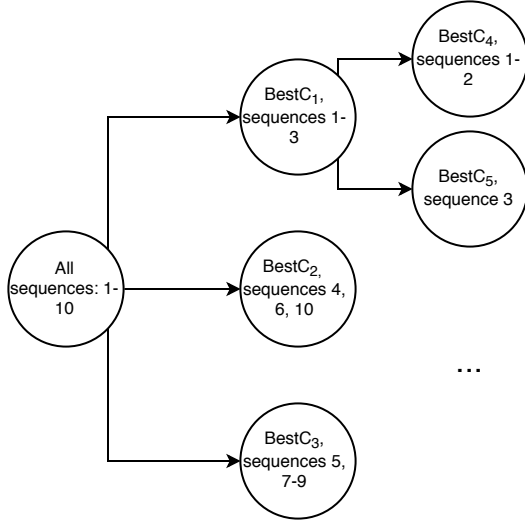 BestC₄,
sequences 1-
2
BestC₁,
sequences 1-
3
BestC₅,
sequence 3
All
sequences: 1-
10
BestC₂,
sequences 4,
6, 10
...
BestC₃,
sequences 5,
7-9